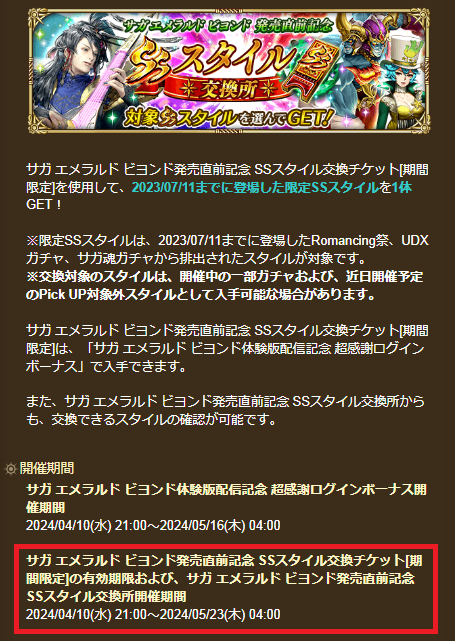 サガ エメラルド ビヨンド 発売直前記念
SSスタイル
交換所
対象SSスタイルを選んでGET!
サガ エメラルド ビヨンド発売直前記念 SSスタイル交換チケット[期間
限定]を使用して、2023/07/11までに登場した限定SSスタイルを1体
GET！
※限定SSスタイルは、2023/07/11までに登場したRomancing祭、UDX
ガチャ、サガ魂ガチャから排出されたスタイルが対象です。
※交換対象のスタイルは、開催中の一部ガチャおよび、近日開催予定
のPick UP対象外スタイルとして入手可能な場合があります。
サガ エメラルド ビヨンド発売直前記念 SSスタイル交換チケット[期間
限定]は、「サガ エメラルド ビヨンド体験版配信記念 超感謝ログイン
ボーナス」で入手できます。
また、サガ エメラルド ビヨンド発売直前記念 SSスタイル交換所から
も、交換できるスタイルの確認が可能です。
開催期間
サガ エメラルド ビヨンド体験版配信記念 超感謝ログインボーナス開
催期間
2024/04/10(水) 21:00～2024/05/16(木) 04:00
サガ エメラルド ビヨンド発売直前記念 SSスタイル交換チケット[期
間限定]の有効期限および、サガ エメラルド ビヨンド発売直前記念
SSスタイル交換所開催期間
2024/04/10(水) 21:00～2024/05/23(木) 04:00